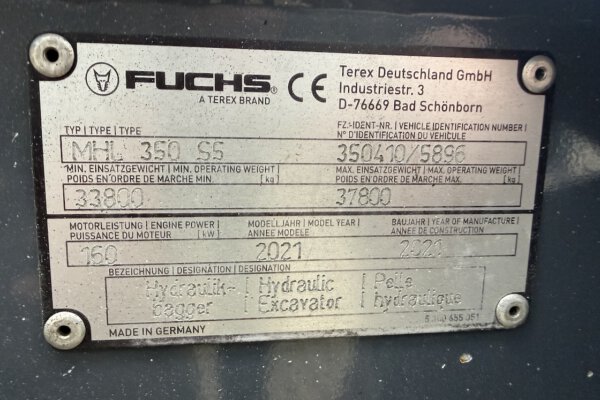 FUCHS®
A TEREX BRAND
CE
Terex Deutschland GmbH
Industriestr. 3
D-76669 Bad Schönborn
TYP | TYPE | TYPE
MHL 350 SS
FZ.-IDENT-NR. | VEHICLE IDENTIFICATION NUMBER |
N° D'IDENTIFICATION DU VÉHICULE
350410/5896
MIN. EINSATZGEWICHT | MIN. OPERATING WEIGHT |
POIDS EN ORDRE DE MARCHE MIN. [kg]
33800
MAX. EINSATZGEWICHT | MAX. OPERATING WEIGHT |
POIDS EN ORDRE DE MARCHE MAX. [kg]
37800
MOTORLEISTUNG | ENGINE POWER |
PUISSANCE DU MOTEUR [kW]
160
MODELLJAHR | MODEL YEAR |
ANNEE MODELE
2021
BAUJAHR | YEAR OF MANUFACTURE |
ANNEE DE CONSTRUCTION
2021
BEZEICHNUNG | DESIGNATION | DESIGNATION
Hydraulik- | Hydraulic | Pelle
bagger | Excavator | hydraulique
MADE IN GERMANY